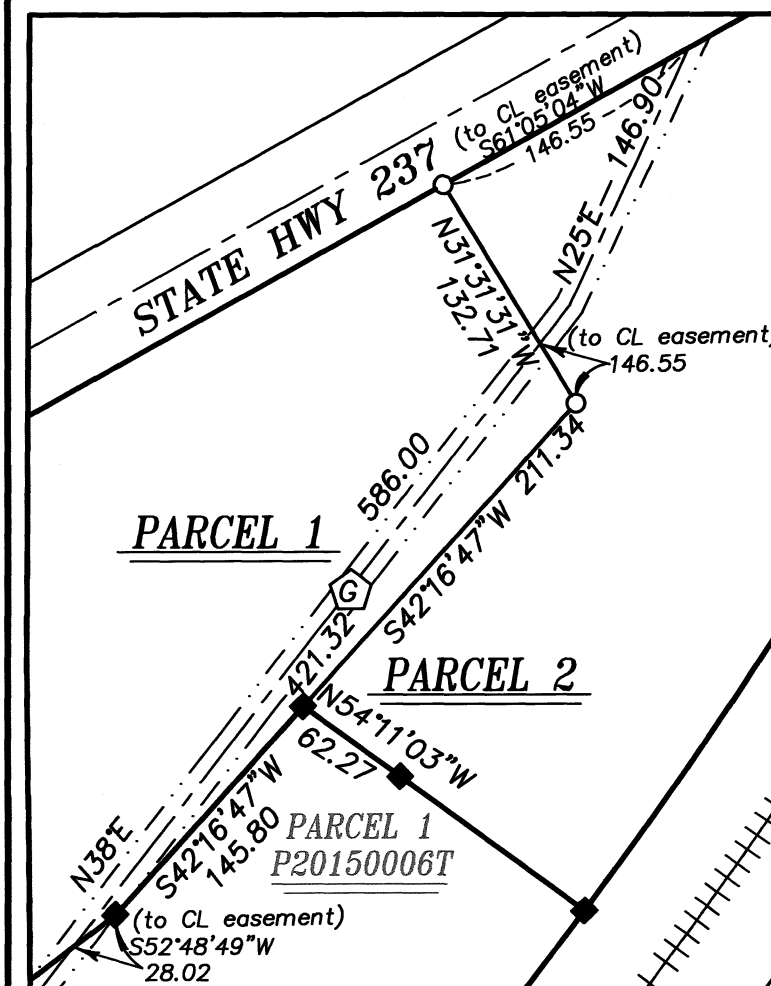 (to CL easement)
S61°05'04"W
146.55
146.90
STATE HWY 237
N25°E
N31°31'31"W
132.71
(to CL easement)
146.55
211.34
586.00
PARCEL 1
G
S42°16'47"W
421.32
PARCEL 2
N54°11'03"W
62.27
N38°E
S42°16'47"W
145.80
PARCEL 1
P20150006T
(to CL easement)
S52°48'49"W
28.02